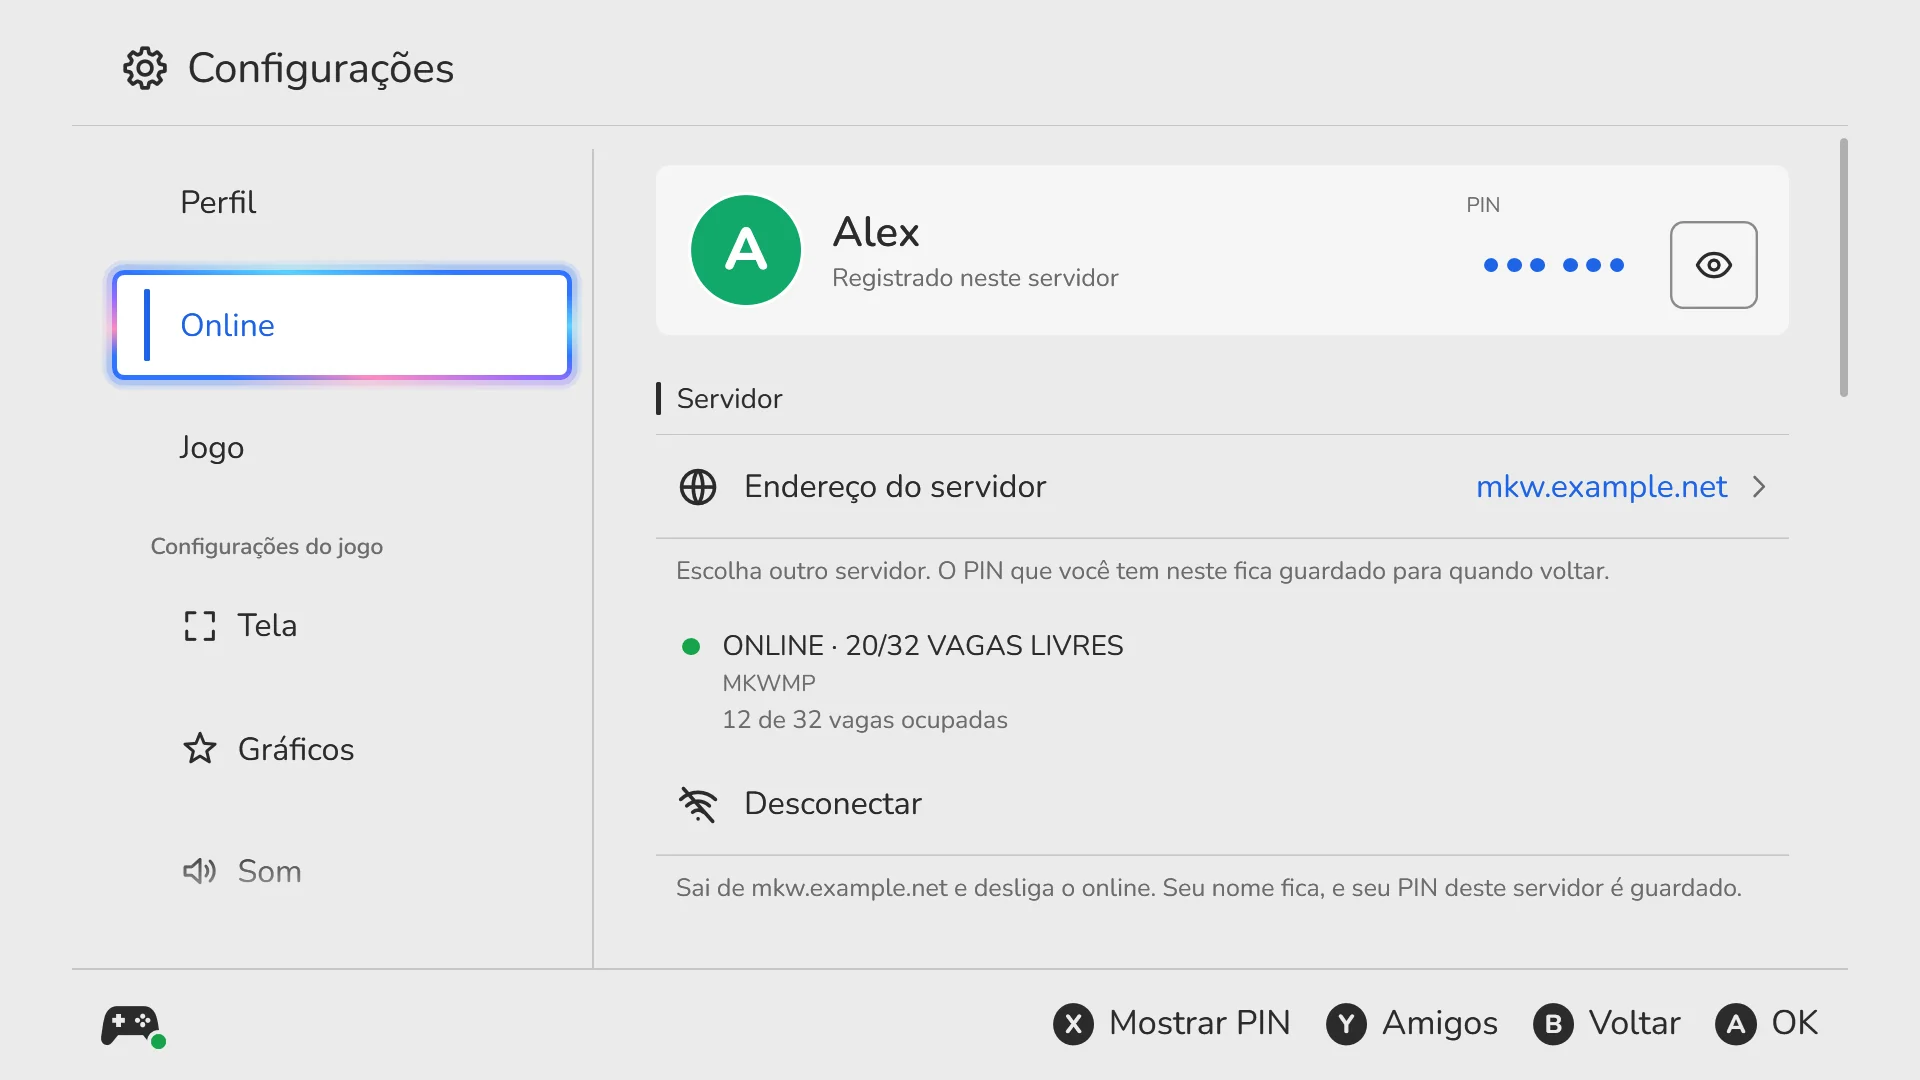 Configurações
Perfil
Online
Jogo
Configurações do jogo
Tela
Gráficos
Som
A
Alex
Registrado neste servidor
PIN
Servidor
Endereço do servidor
mkw.example.net
Escolha outro servidor. O PIN que você tem neste fica guardado para quando voltar.
ONLINE · 20/32 VAGAS LIVRES
MKWMP
12 de 32 vagas ocupadas
Desconectar
Sai de mkw.example.net e desliga o online. Seu nome fica, e seu PIN deste servidor é guardado.
X Mostrar PIN Y Amigos B Voltar A OK